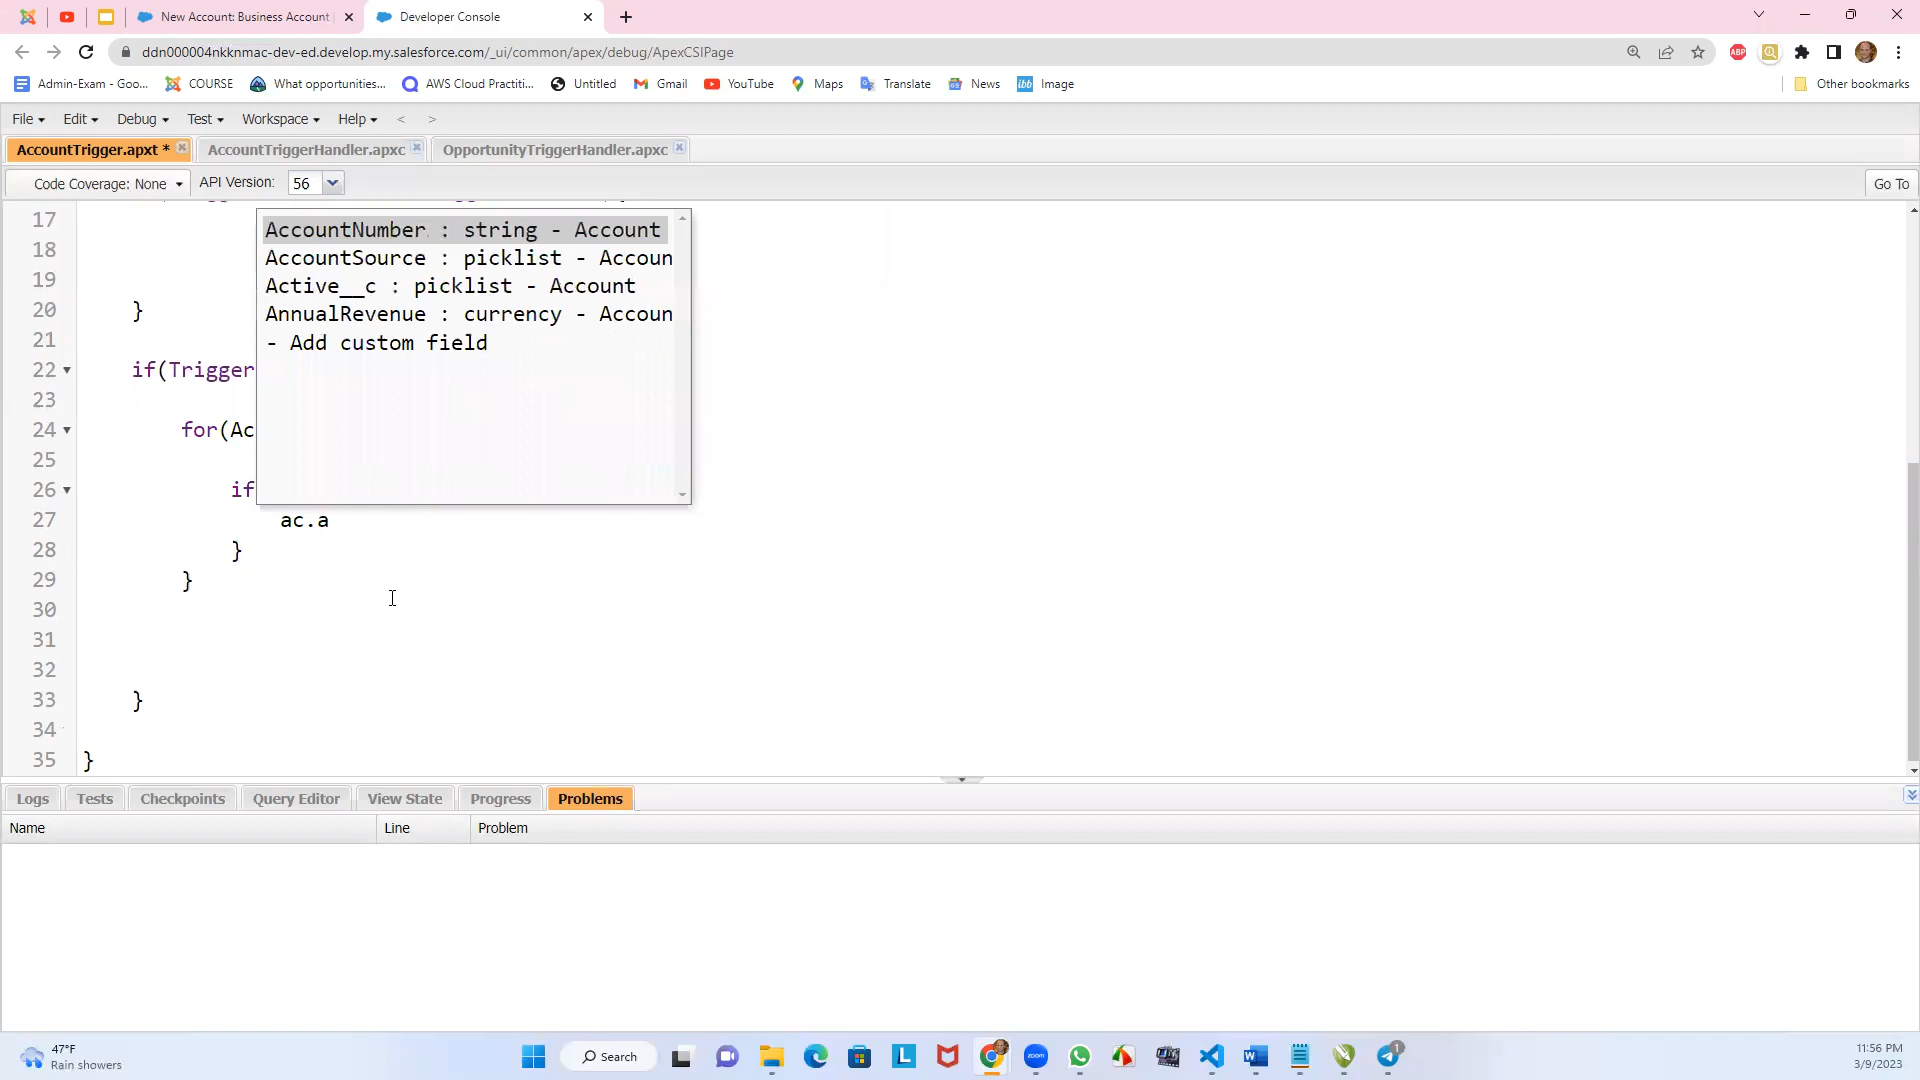 New Account: Business Account
Developer Console
ddn000004nkknmac-dev-ed.develop.my.salesforce.com/_ui/common/apex/debug/ApexCSIPage
ABP
Admin-Exam - Goo...
COURSE
What opportunities...
AWS Cloud Practiti...
Untitled
Gmail
YouTube
Maps
Translate
News
ibb
Image
Other bookmarks
File
Edit
Debug
Test
Workspace
Help
<
>
AccountTrigger.apxt *
AccountTriggerHandler.apxc
OpportunityTriggerHandler.apxc
Code Coverage: None
API Version:
56
Go To
17
18
19
20 }
21
22 if(Trigger
23
24 for(Ac
25
26 if
27 ac.a
28 }
29 }
30
31
32
33 }
34
35 }
AccountNumber : string - Account
AccountSource : picklist - Accoun
Active__c : picklist - Account
AnnualRevenue : currency - Accoun
- Add custom field
Logs
Tests
Checkpoints
Query Editor
View State
Progress
Problems
Name
Line
Problem
47°F
Rain showers
Search
L
zoom
W
1
11:56 PM
3/9/2023